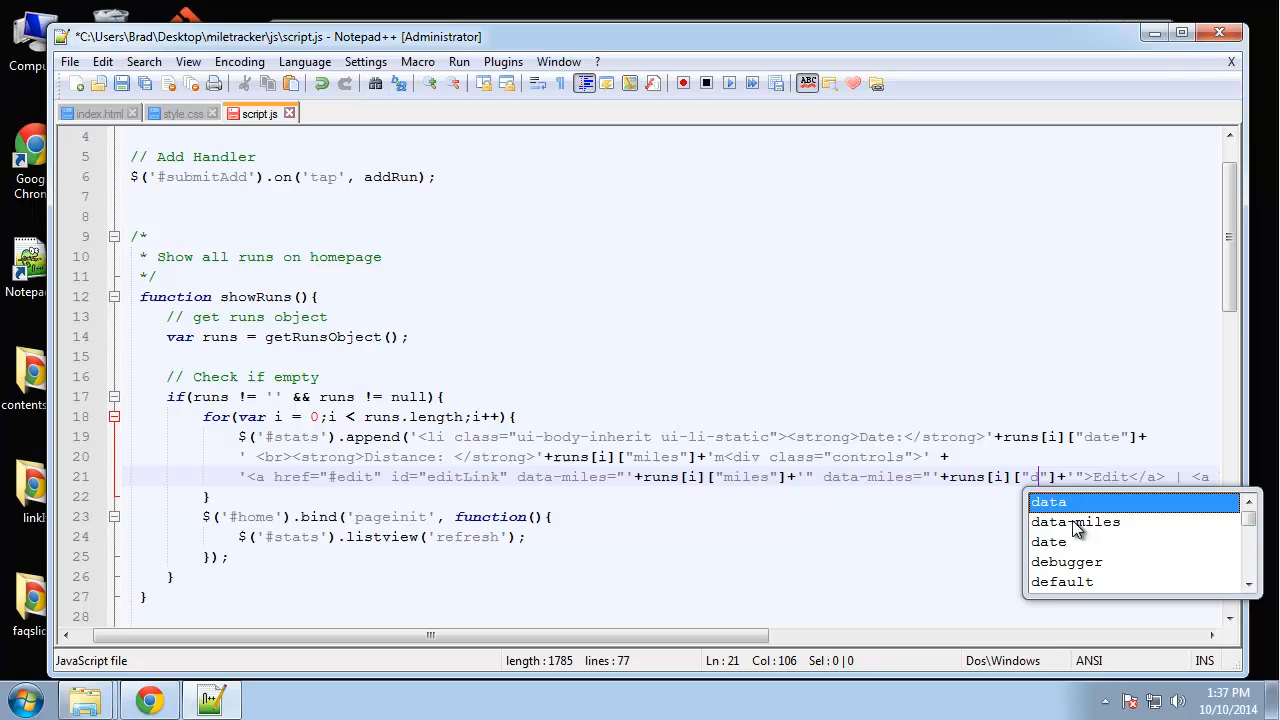 *C:\Users\Brad\Desktop\miletracker\js\script.js - Notepad++ [Administrator]
File Edit Search View Encoding Language Settings Macro Run Plugins Window ? X
index.html style.css script.js
4
5 // Add Handler
6 $('#submitAdd').on('tap', addRun);
7
8
9 /*
10 * Show all runs on homepage
11 */
12 function showRuns(){
13 // get runs object
14 var runs = getRunsObject();
15
16 // Check if empty
17 if(runs != '' && runs != null){
18 for(var i = 0;i < runs.length;i++){
19 $('#stats').append('<li class="ui-body-inherit ui-li-static"><strong>Date:</strong>'+runs[i]["date"]+
20 ' <br><strong>Distance: </strong>'+runs[i]["miles"]+'m<div class="controls">' +
21 '<a href="#edit" id="editLink" data-miles="'+runs[i]["miles"]+'" data-miles="'+runs[i]["d"]+'">Edit</a> | <a
22 }
23 $('#home').bind('pageinit', function(){
24 $('#stats').listview('refresh');
25 });
26 }
27 }
28
data
data-miles
date
debugger
default
JavaScript file length : 1785 lines : 77 Ln : 21 Col : 106 Sel : 0 | 0 Dos\Windows ANSI INS
Compu
Goog
Chron
Notepa
contents
linkl
faqslic
ABC
1:37 PM
10/10/2014